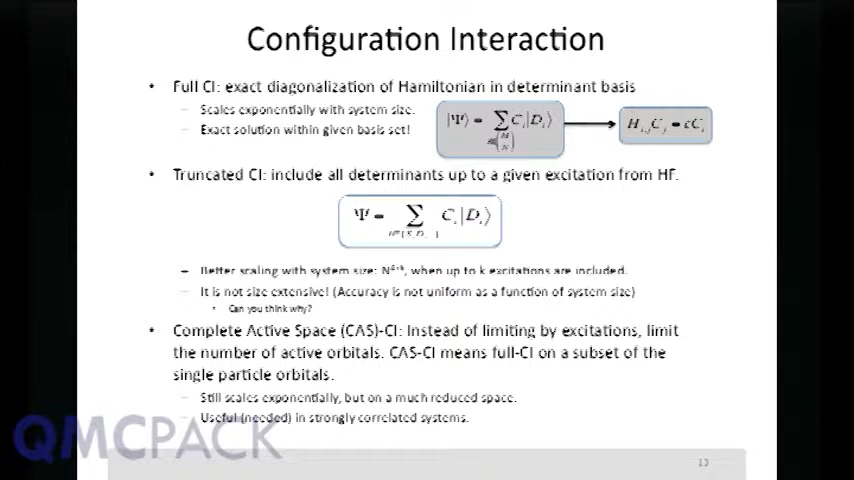 Configuration Interaction
• Full CI: exact diagonalization of Hamiltonian in determinant basis
– Scales exponentially with system size.
– Exact solution within given basis set!
|Ψ⟩ = ∑ C_i|D_i⟩
H_{i,j}C_j = εC_i
• Truncated CI: include all determinants up to a given excitation from HF.
Ψ = ∑ C_i|D_i⟩
– Better scaling with system size: when up to k excitations are included.
– It is not size extensive! (Accuracy is not uniform as a function of system size)
• Can you think why?
• Complete Active Space (CAS)-CI: Instead of limiting by excitations, limit
the number of active orbitals. CAS-CI means full-CI on a subset of the
single particle orbitals.
– Still scales exponentially, but on a much reduced space.
– Useful (needed) in strongly correlated systems.
QMCPACK
13